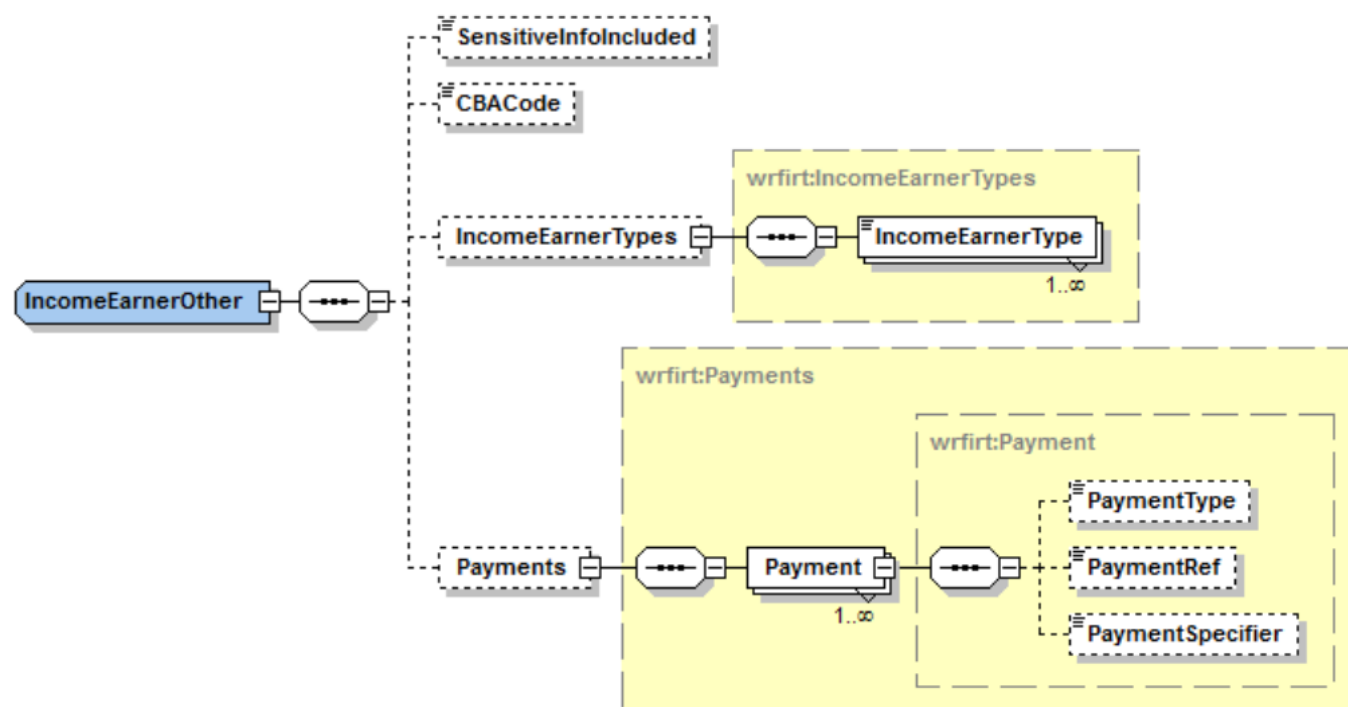 SensitiveInfoIncluded
CBACode
wrfirt:IncomeEarnerTypes
IncomeEarnerTypes
IncomeEarnerType
1..∞
IncomeEarnerOther
wrfirt:Payments
wrfirt:Payment
PaymentType
Payments
Payment
PaymentRef
1..∞
PaymentSpecifier